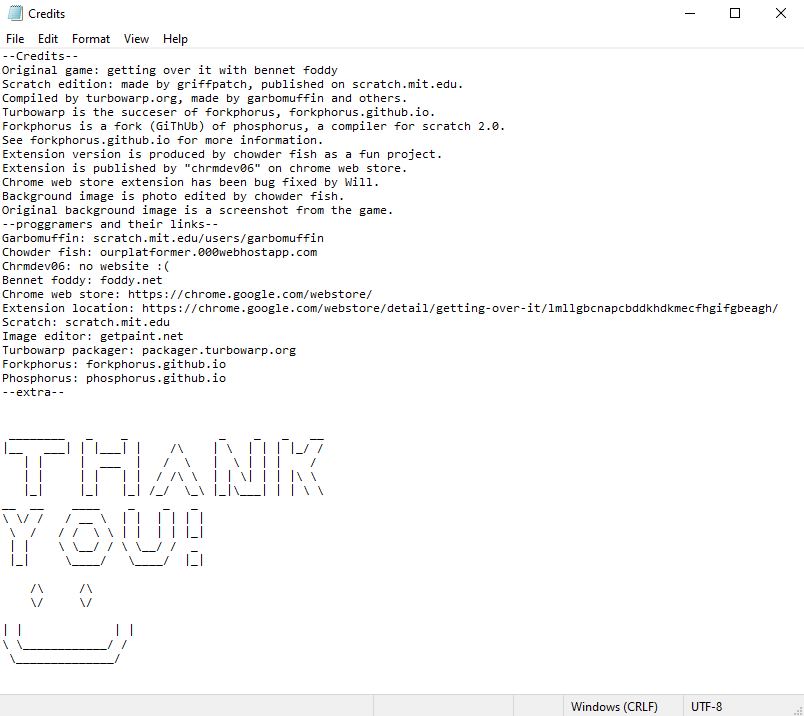 Credits
File Edit Format View Help
--Credits--
Original game: getting over it with bennet foddy
Scratch edition: made by griffpatch, published on scratch.mit.edu.
Compiled by turbowarp.org, made by garbomuffin and others.
Turbowarp is the succeser of forkphorus, forkphorus.github.io.
Forkphorus is a fork (GiThUb) of phosphorus, a compiler for scratch 2.0.
See forkphorus.github.io for more information.
Extension version is produced by chowder fish as a fun project.
Extension is published by "chrmdev06" on chrome web store.
Chrome web store extension has been bug fixed by Will.
Background image is photo edited by chowder fish.
Original background image is a screenshot from the game.
--proggramers and their links--
Garbomuffin: scratch.mit.edu/users/garbomuffin
Chowder fish: ourplatformer.000webhostapp.com
Chrmdev06: no website :(
Bennet foddy: foddy.net
Chrome web store: https://chrome.google.com/webstore/
Extension location: https://chrome.google.com/webstore/detail/getting-over-it/lmllgbcnapcbddkhdkmecfhgifgbeagh/
Scratch: scratch.mit.edu
Image editor: getpaint.net
Turbowarp packager: packager.turbowarp.org
Forkphorus: forkphorus.github.io
Phosphorus: phosphorus.github.io
--extra--
THANK
YOU!
Windows (CRLF) UTF-8